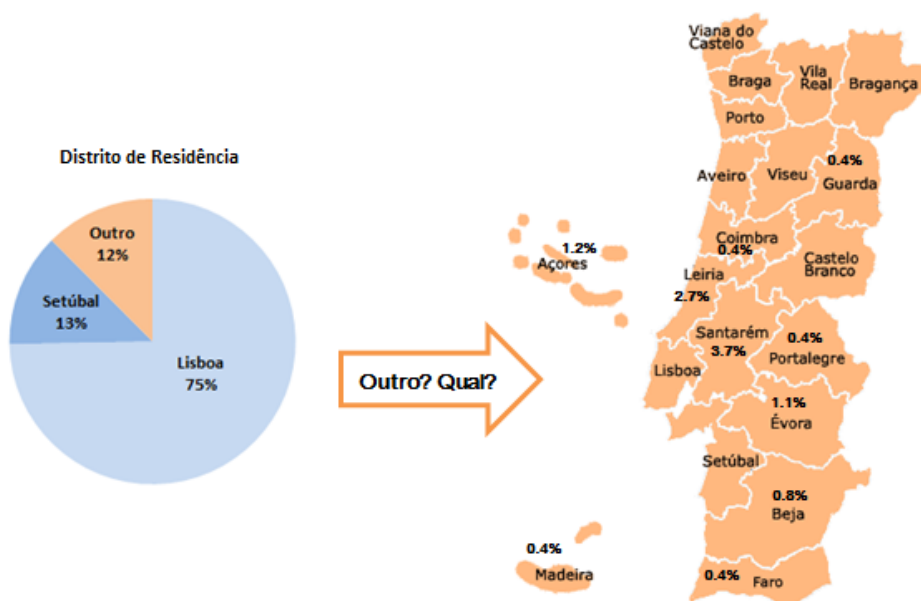 Distrito de Residência
Outro
12%
Setúbal
13%
Lisboa
75%
Outro? Qual?
Viana do
Castelo
Braga
Vila
Real
Bragança
Porto
Aveiro
Viseu
0.4%
Guarda
Coimbra
0.4%
Castelo
Branco
Leiria
2.7%
Santarém
3.7%
0.4%
Portalegre
Lisboa
1.1%
Évora
Setúbal
0.8%
Beja
0.4%
Faro
1.2%
Açores
0.4%
Madeira